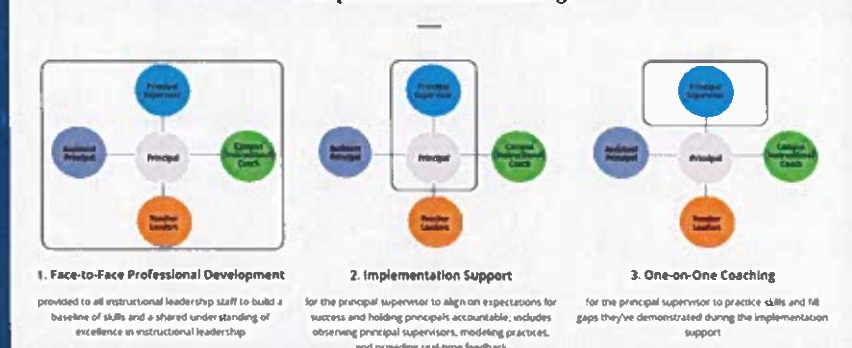 Principal
Supervisor
Assistant
Principal
Principal
Campus
Instructional
Coach
Teacher
Leaders
Principal
Supervisor
Assistant
Principal
Principal
Campus
Instructional
Coach
Teacher
Leaders
Principal
Supervisor
Assistant
Principal
Principal
Campus
Instructional
Coach
Teacher
Leaders
1. Face-to-Face Professional Development
provided to all instructional leadership staff to build a
baseline of skills and a shared understanding of
excellence in instructional leadership
2. Implementation Support
for the principal supervisor to align on expectations for
success and holding principals accountable; includes
observing principal supervisors, modeling practices,
and providing real-time feedback
3. One-on-One Coaching
for the principal supervisor to practice skills and fill
gaps they've demonstrated during the implementation
support